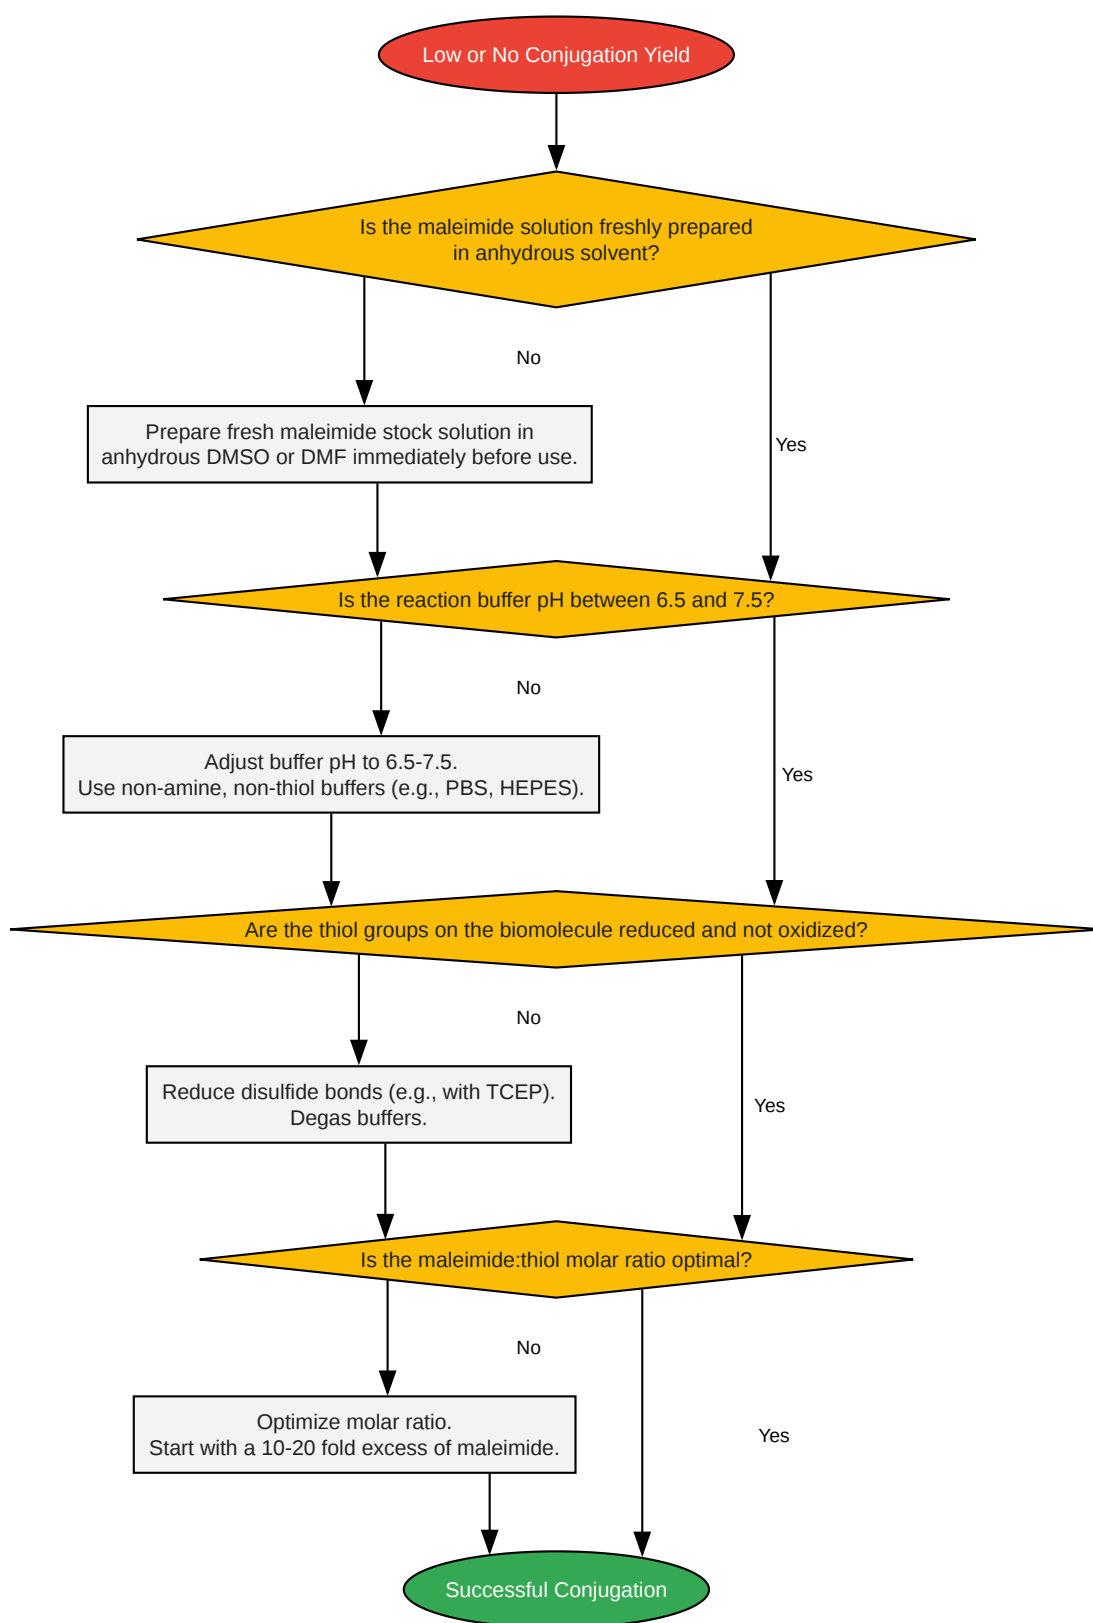 Low or No Conjugation Yield
Is the maleimide solution freshly prepared
in anhydrous solvent?
No
Yes
Prepare fresh maleimide stock solution in
anhydrous DMSO or DMF immediately before use.
Is the reaction buffer pH between 6.5 and 7.5?
No
Yes
Adjust buffer pH to 6.5-7.5.
Use non-amine, non-thiol buffers (e.g., PBS, HEPES).
Are the thiol groups on the biomolecule reduced and not oxidized?
No
Yes
Reduce disulfide bonds (e.g., with TCEP).
Degas buffers.
Is the maleimide:thiol molar ratio optimal?
No
Yes
Optimize molar ratio.
Start with a 10-20 fold excess of maleimide.
Successful Conjugation